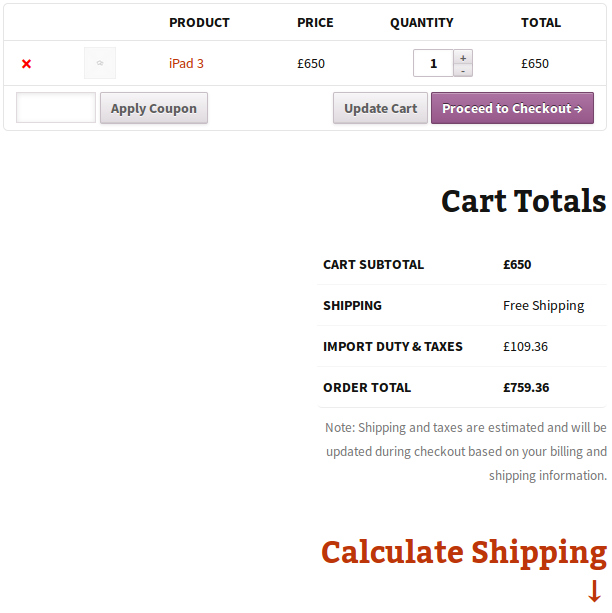 PRODUCT PRICE QUANTITY TOTAL
× iPad 3 £650 1 + - £650
Apply Coupon Update Cart Proceed to Checkout →
Cart Totals
CART SUBTOTAL £650
SHIPPING Free Shipping
IMPORT DUTY & TAXES £109.36
ORDER TOTAL £759.36
Note: Shipping and taxes are estimated and will be
updated during checkout based on your billing and
shipping information.
Calculate Shipping
↓